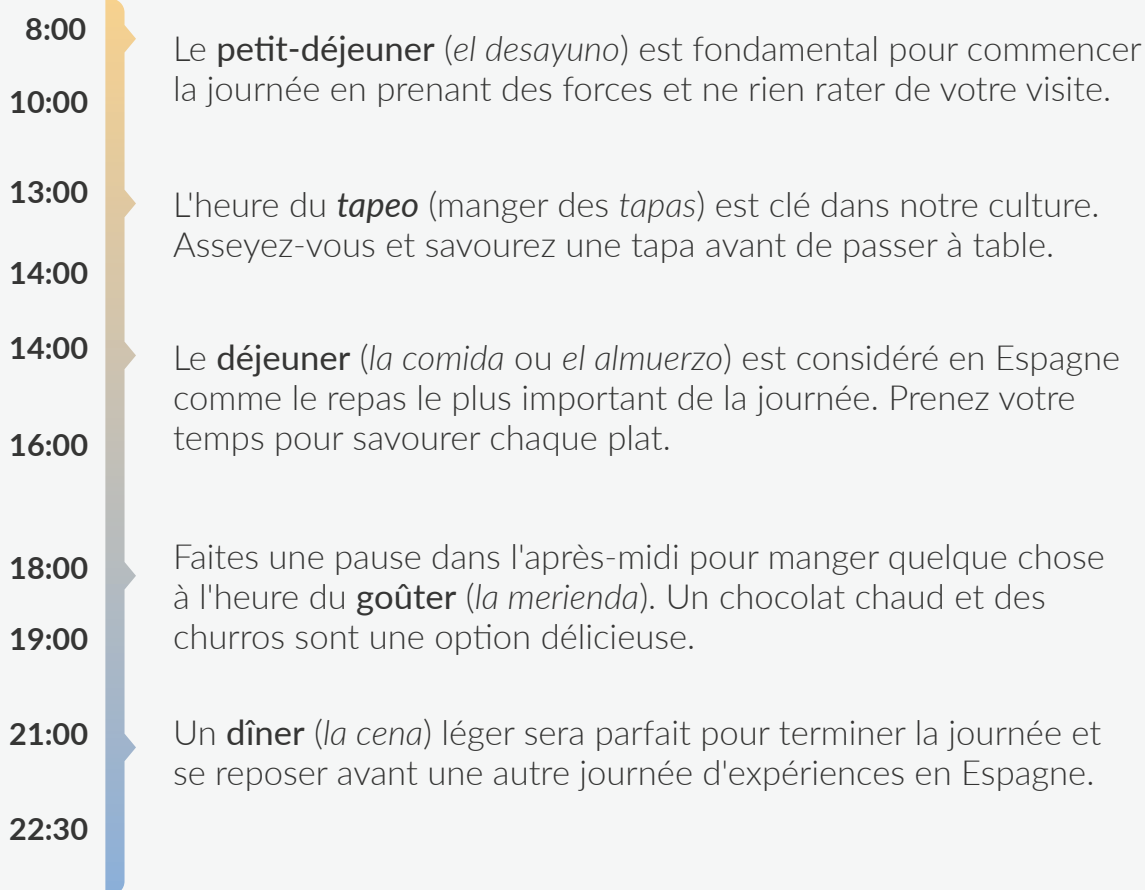 8:00
Le petit-déjeuner (el desayuno) est fondamental pour commencer
la journée en prenant des forces et ne rien rater de votre visite.
10:00
13:00
L'heure du tapeo (manger des tapas) est clé dans notre culture.
Asseyez-vous et savourez une tapa avant de passer à table.
14:00
14:00
Le déjeuner (la comida ou el almuerzo) est considéré en Espagne
comme le repas le plus important de la journée. Prenez votre
temps pour savourer chaque plat.
16:00
18:00
Faites une pause dans l'après-midi pour manger quelque chose
à l'heure du goûter (la merienda). Un chocolat chaud et des
churros sont une option délicieuse.
19:00
21:00
Un dîner (la cena) léger sera parfait pour terminer la journée et
se reposer avant une autre journée d'expériences en Espagne.
22:30